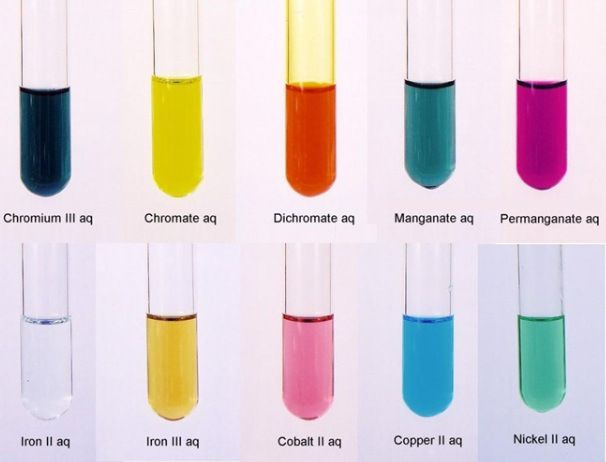 Chromium III aq
Chromate aq
Dichromate aq
Manganate aq
Permanganate aq
Iron II aq
Iron III aq
Cobalt II aq
Copper II aq
Nickel II aq